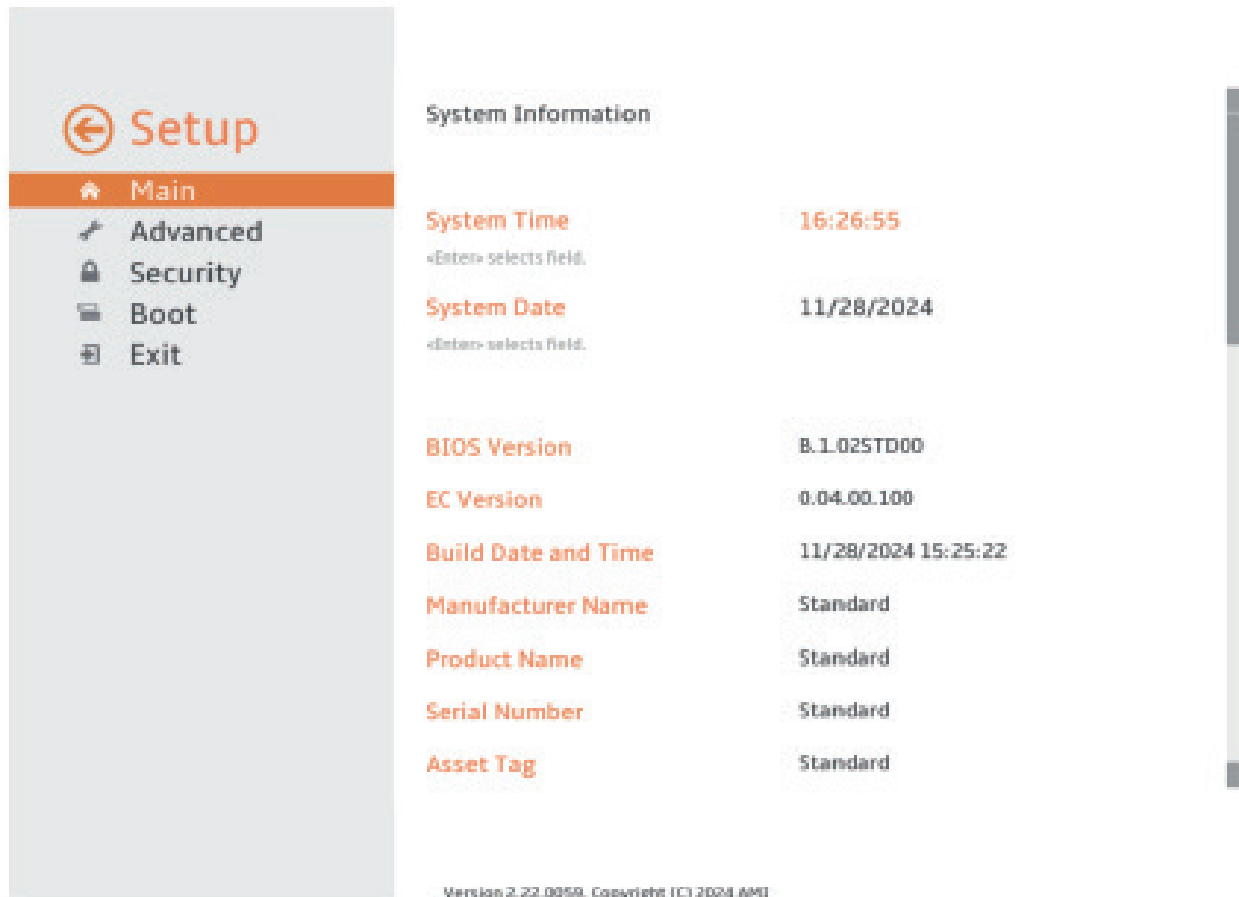 Setup
Main
Advanced
Security
Boot
Exit
System Information
System Time 16:26:55
<Enter> selects field.
System Date 11/28/2024
<Enter> selects field.
BIOS Version B.1.02STD00
EC Version 0.04.00.100
Build Date and Time 11/28/2024 15:25:22
Manufacturer Name Standard
Product Name Standard
Serial Number Standard
Asset Tag Standard
Version 2.22.0059. Copyright (C) 2024 AMI